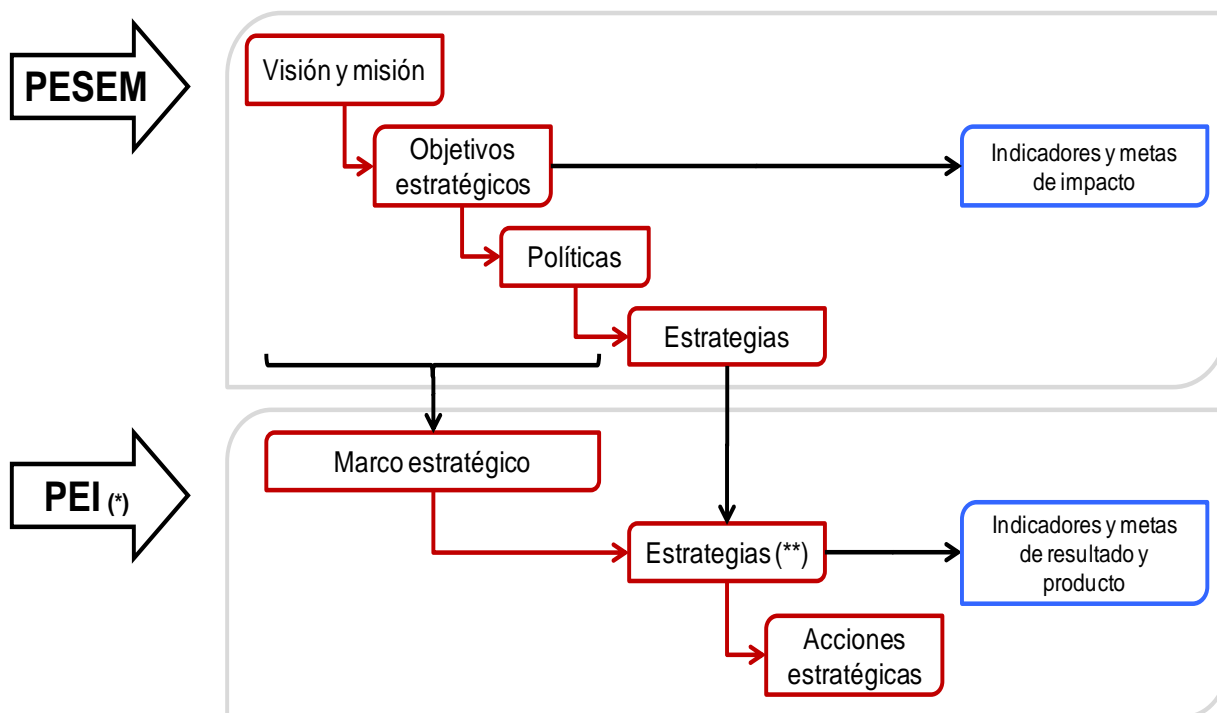 PESEM
Visión y misión
Objetivos
estratégicos
Indicadores y metas
de impacto
Políticas
Estrategias
PEI (*)
Marco estratégico
Estrategias (**)
Indicadores y metas
de resultado y
producto
Acciones
estratégicas